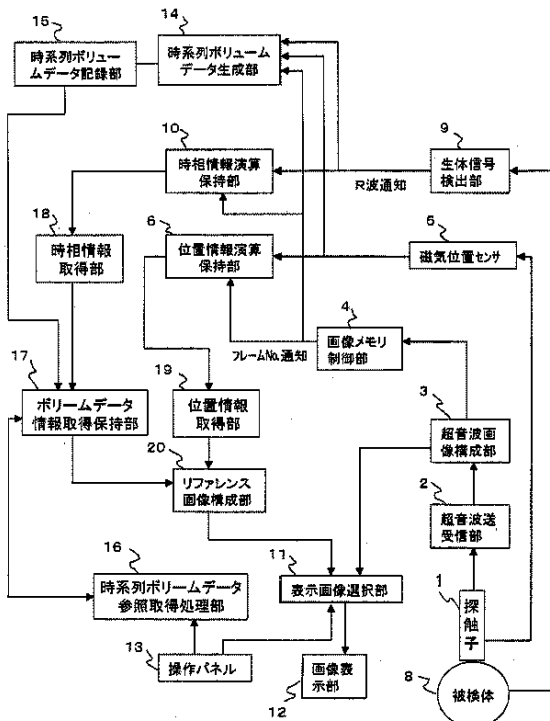 15
時系列ボリュー
ムデータ記録部
14
時系列ボリューム
データ生成部
10
時相情報演算
保持部
9
生体信号
検出部
R波通知
18
時相情報
取得部
6
位置情報演算
保持部
5
磁気位置センサ
4
画像メモリ
制御部
フレームNo.通知
17
ボリームデータ
情報取得保持部
19
位置情報
取得部
3
超音波画
像構成部
20
リファレンス
画像構成部
2
超音波送
受信部
16
時系列ボリームデータ
参照取得処理部
11
表示画像選択部
1
探触子
13
操作パネル
12
画像表
示部
8
被検体